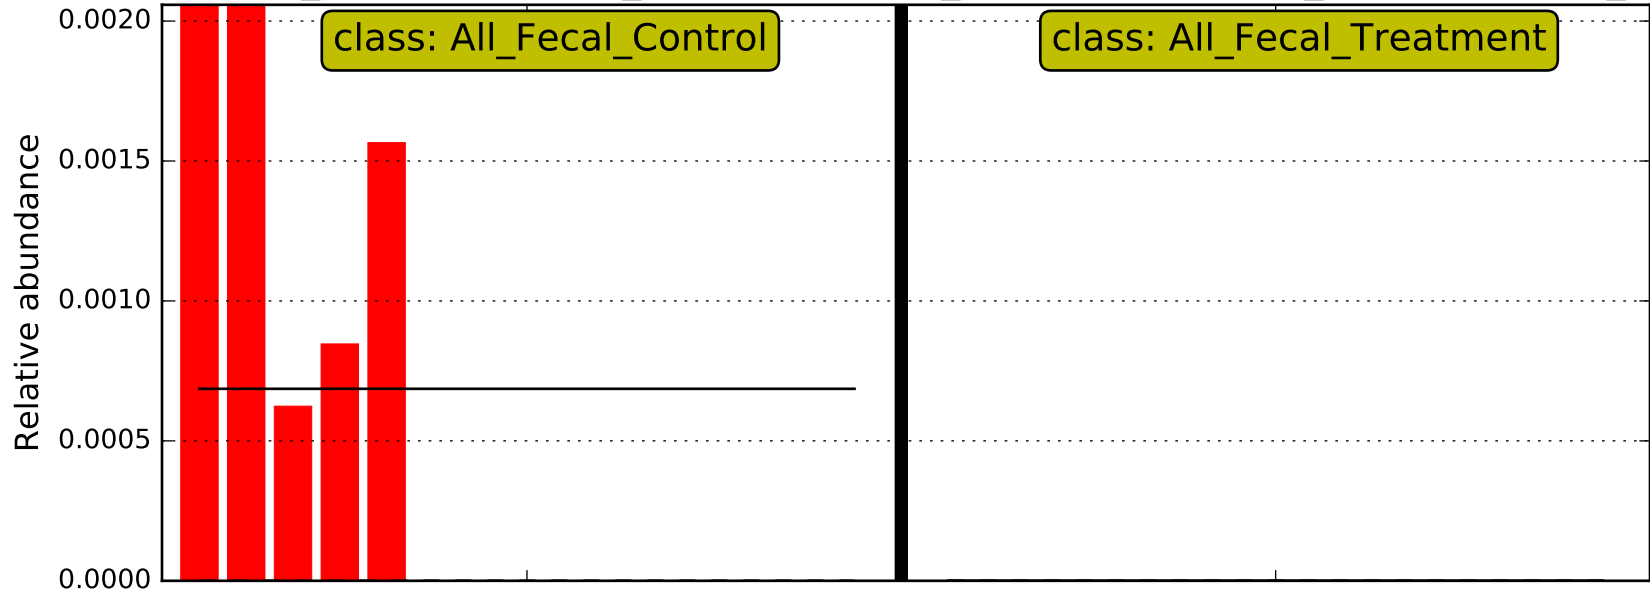 0.0020
class: All_Fecal_Control
class: All_Fecal_Treatment
0.0015
0.0010
0.0005
0.0000
Relative abundance